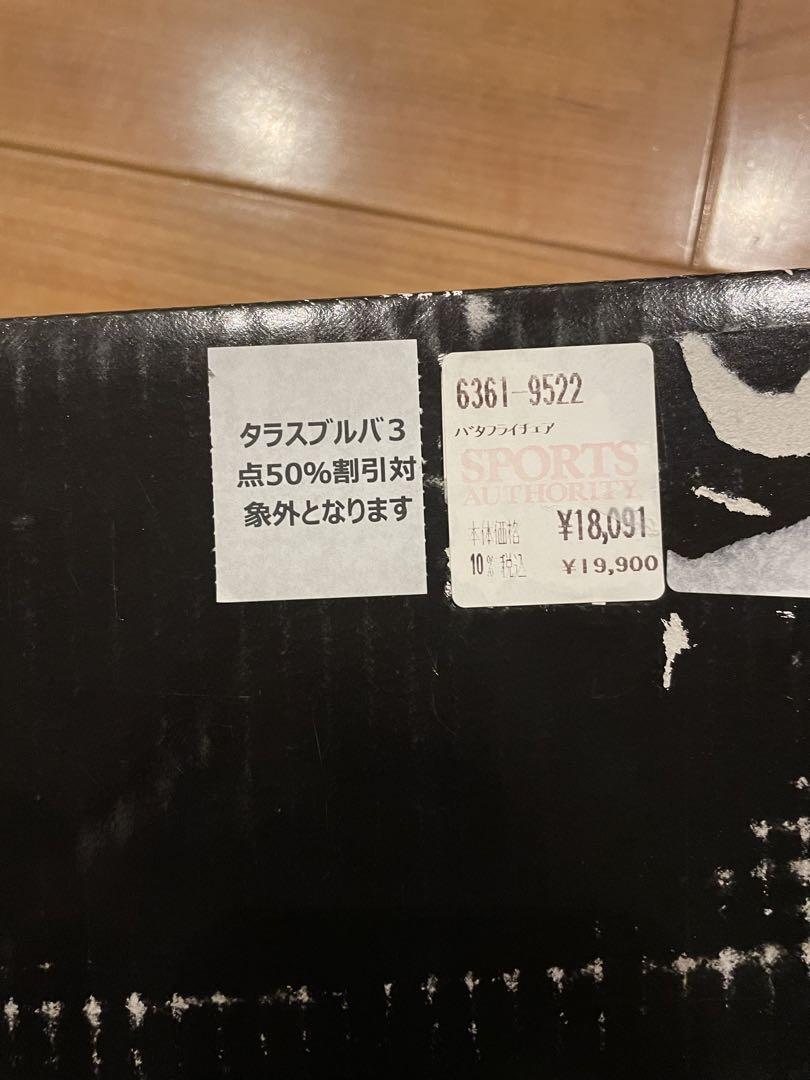 タラスブルバ３
点50%割引対
象外となります
6361-9522
バタフライチェア
SPORTS
AUTHORITY
本体価格 ¥18,091
10% 税込 ¥19,900